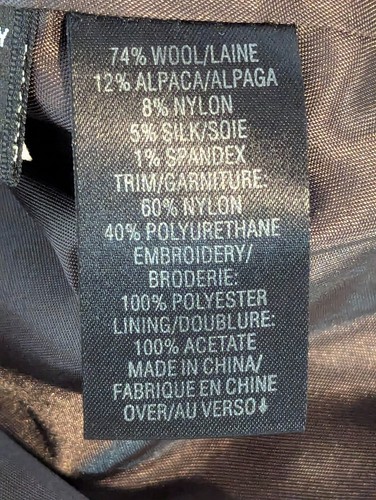 74% WOOL/LAINE
12% ALPACA/ALPAGA
8% NYLON
5% SILK/SOIE
1% SPANDEX
TRIM/GARNITURE:
60% NYLON
40% POLYURETHANE
EMBROIDERY/
BRODERIE:
100% POLYESTER
LINING/DOUBLURE:
100% ACETATE
MADE IN CHINA/
FABRIQUE EN CHINE
OVER/AU VERSO